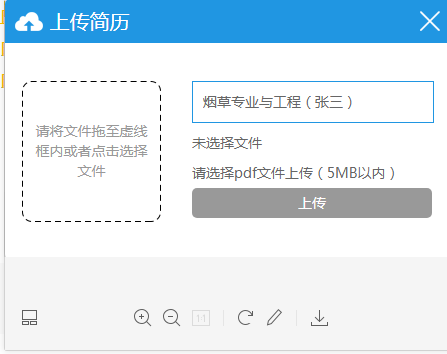 上传简历
请将文件拖至虚线
框内或者点击选择
文件
烟草专业与工程（张三）
未选择文件
请选择pdf文件上传（5MB以内）
上传
1:1